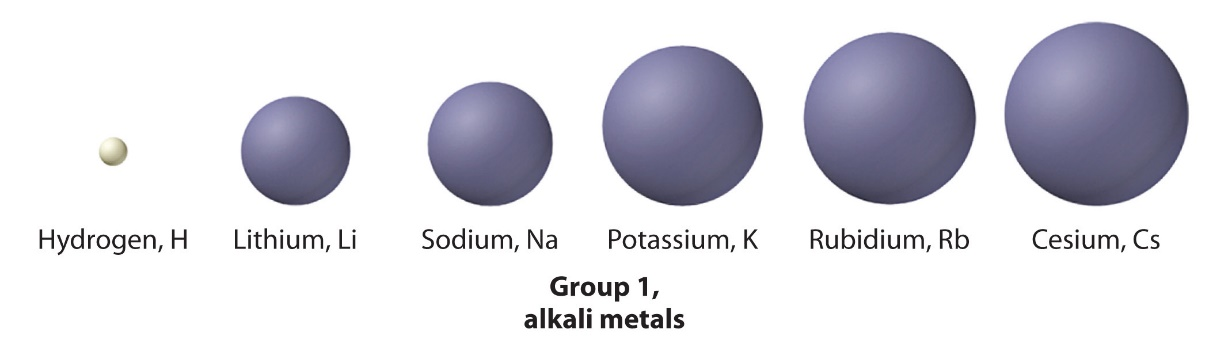 Hydrogen, H
Lithium, Li
Sodium, Na
Potassium, K
Rubidium, Rb
Cesium, Cs
Group 1,
alkali metals